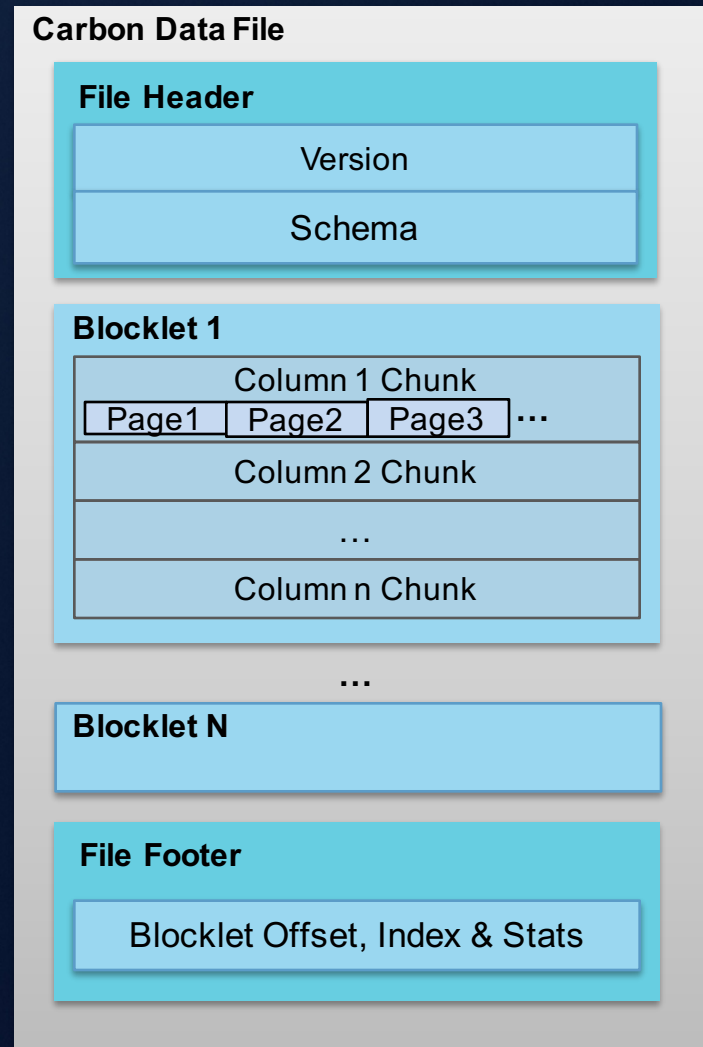 Carbon Data File
File Header
Version
Schema
Blocklet 1
Column 1 Chunk
Page1 Page2 Page3 ...
Column 2 Chunk
...
Column n Chunk
...
Blocklet N
File Footer
Blocklet Offset, Index & Stats